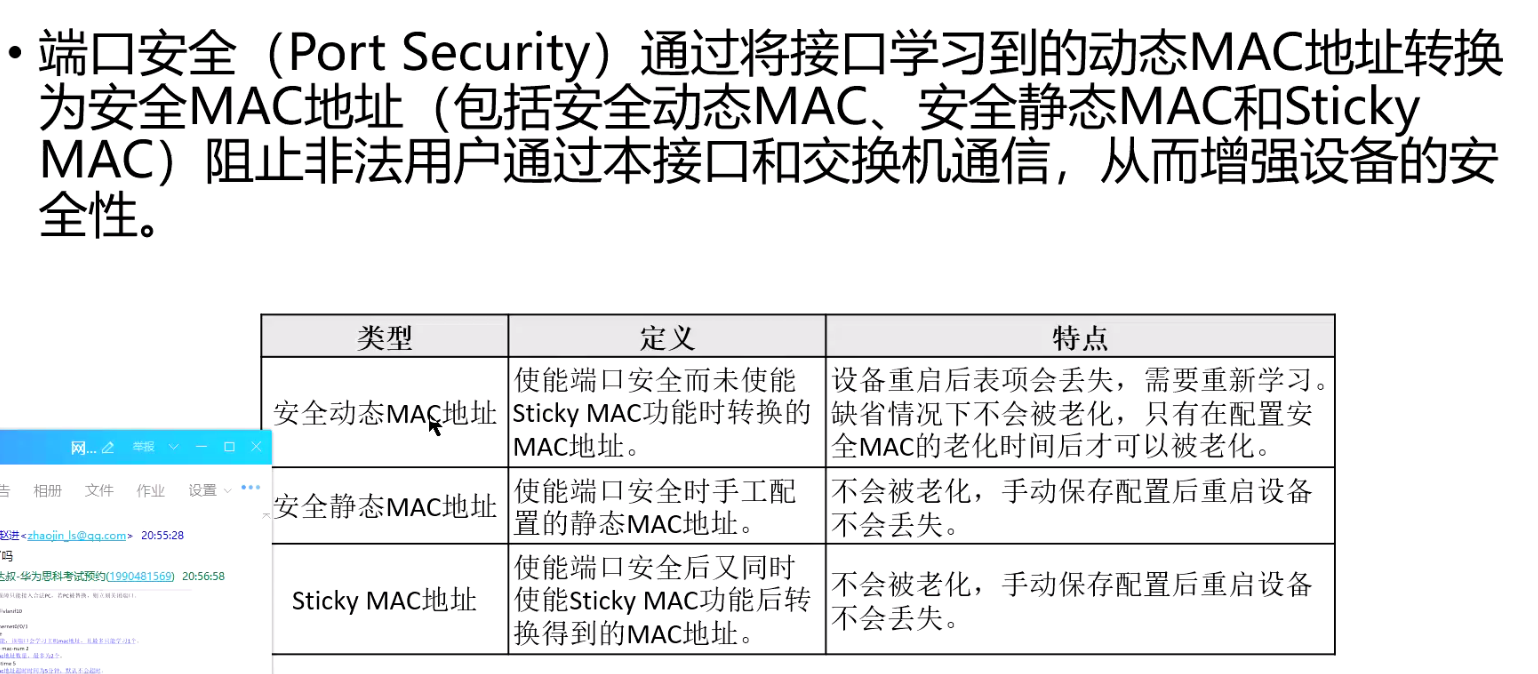 • 端口安全（Port Security）通过将接口学习到的动态MAC地址转换
为安全MAC地址（包括安全动态MAC、安全静态MAC和Sticky
MAC）阻止非法用户通过本接口和交换机通信，从而增强设备的安
全性。
类型 定义 特点
安全动态MAC地址
使能端口安全而未使能
Sticky MAC功能时转换的
MAC地址。
设备重启后表项会丢失，需要重新学习。
缺省情况下不会被老化，只有在配置安
全MAC的老化时间后才可以被老化。
安全静态MAC地址
使能端口安全时手工配
置的静态MAC地址。
不会被老化，手动保存配置后重启设备
不会丢失。
Sticky MAC地址
使能端口安全后又同时
使能Sticky MAC功能后转
换得到的MAC地址。
不会被老化，手动保存配置后重启设备
不会丢失。
网... 举报
告 相册 文件 作业 设置
赵进<zhaojin_ls@qq.com> 20:55:28
吗
达叔-华为思科考试预约(1990481569) 20:56:58